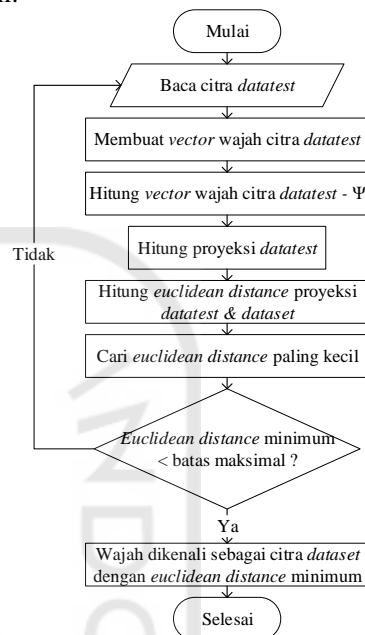 Mulai
Baca citra datatest
Membuat vector wajah citra datatest
Hitung vector wajah citra datatest - Ψ
Hitung proyeksi datatest
Tidak
Hitung euclidean distance proyeksi
datatest & dataset
Cari euclidean distance paling kecil
Euclidean distance minimum
< batas maksimal ?
Ya
Wajah dikenali sebagai citra dataset
dengan euclidean distance minimum
Selesai